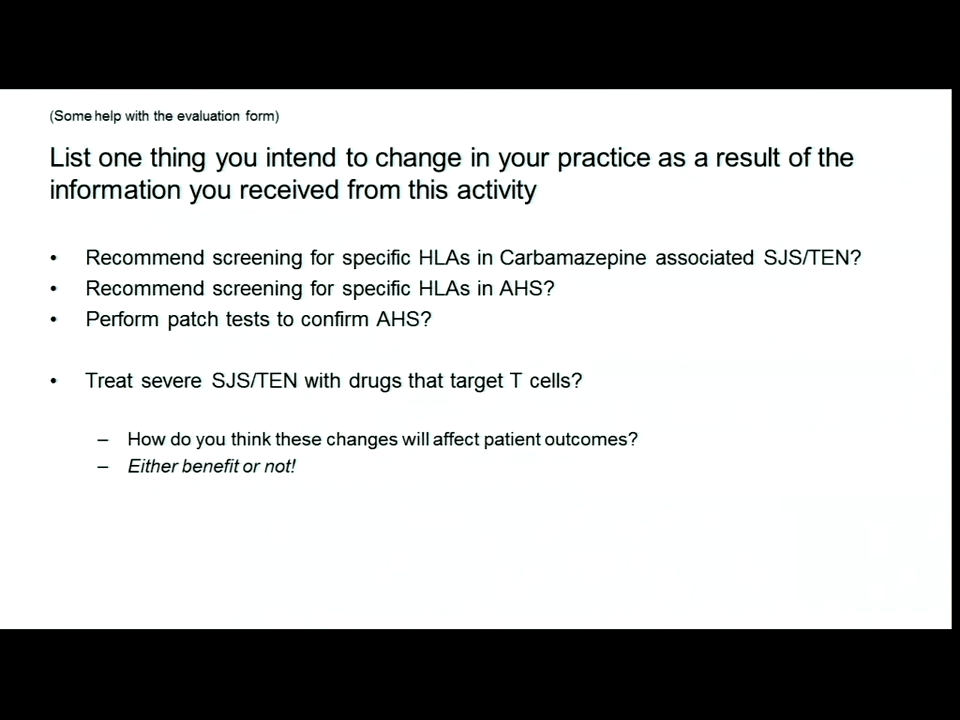 (Some help with the evaluation form)
List one thing you intend to change in your practice as a result of the
information you received from this activity
• Recommend screening for specific HLAs in Carbamazepine associated SJS/TEN?
• Recommend screening for specific HLAs in AHS?
• Perform patch tests to confirm AHS?
• Treat severe SJS/TEN with drugs that target T cells?
– How do you think these changes will affect patient outcomes?
– Either benefit or not!